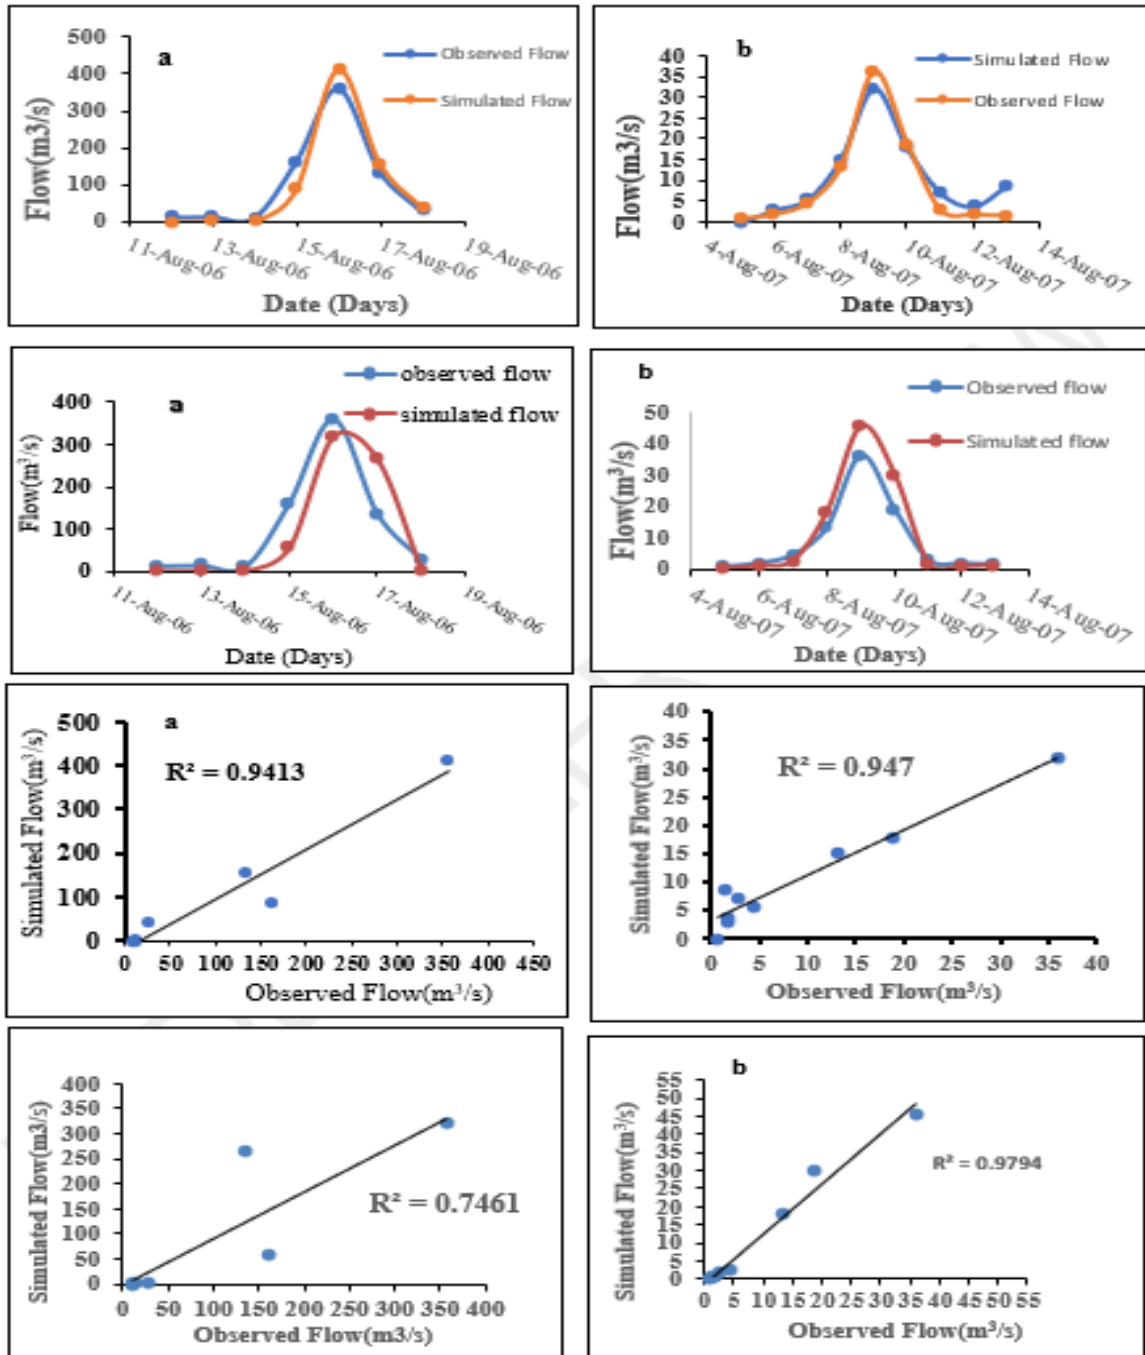 500
400
300
200
100
0
a
Observed Flow
Simulated Flow
Flow(m3/s)
11-Aug-06
13-Aug-06
15-Aug-06
17-Aug-06
19-Aug-06
Date (Days)
40
35
30
25
20
15
10
5
0
b
Simulated Flow
Observed Flow
Flow(m3/s)
4-Aug-07
6-Aug-07
8-Aug-07
10-Aug-07
12-Aug-07
14-Aug-07
Date (Days)
400
300
200
100
0
a
observed flow
simulated flow
Flow(m³/s)
11-Aug-06
13-Aug-06
15-Aug-06
17-Aug-06
19-Aug-06
Date (Days)
50
40
30
20
10
0
b
Observed flow
Simulated flow
Flow(m³/s)
4-Aug-07
6-Aug-07
8-Aug-07
10-Aug-07
12-Aug-07
14-Aug-07
Date (Days)
500
400
300
200
100
0
a
R² = 0.9413
Simulated Flow(m³/s)
0 50 100 150 200 250 300 350 400 450
Observed Flow(m³/s)
40
35
30
25
20
15
10
5
0
R² = 0.947
Simulated Flow(m³/s)
0 5 10 15 20 25 30 35 40
Observed Flow(m³/s)
400
350
300
250
200
150
100
50
0
R² = 0.7461
Simulated Flow(m3/s)
0 50 100 150 200 250 300 350 400
Observed Flow(m3/s)
55
50
45
40
35
30
25
20
15
10
5
0
b
R² = 0.9794
Simulated Flow(m³/s)
0 5 10 15 20 25 30 35 40 45 50 55
Observed Flow(m³/s)